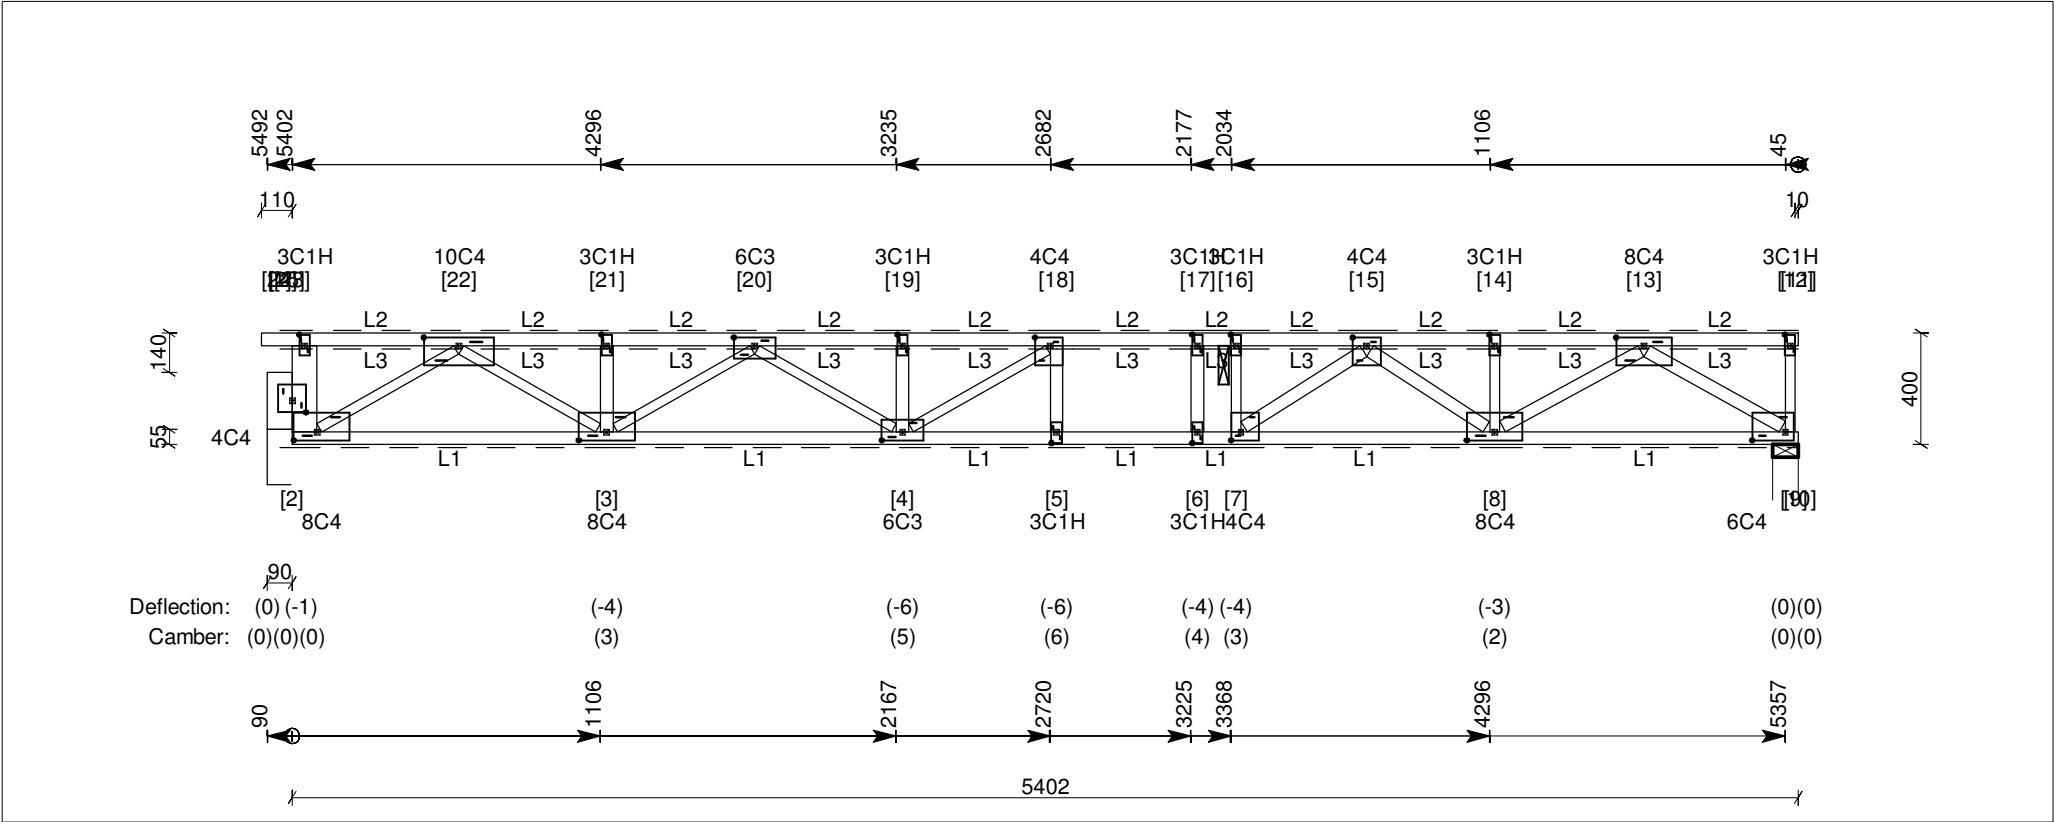 5492 5402 4296 3235 2682 2177 2034 1106 45
110 10
3C1H 10C4 3C1H 6C3 3C1H 4C4 3C1H 3C1H 4C4 3C1H 8C4 3C1H
[22] [21] [20] [19] [18] [17] [16] [15] [14] [13]
L2 L2 L2 L2 L2 L2 L2 L2 L2 L2 L2
140 L3 L3 L3 L3 L3 L3 L3 L3 L3 L3 L3 400
55 4C4
L1 L1 L1 L1 L1 L1 L1
[2] [3] [4] [5] [6] [7] [8]
8C4 8C4 6C3 3C1H 3C1H 4C4 8C4 6C4
90
Deflection: (0) (-1) (-4) (-6) (-6) (-4) (-4) (-3) (0)(0)
Camber: (0)(0)(0) (3) (5) (6) (4) (3) (2) (0)(0)
90 1106 2167 2720 3225 3368 4296 5357
5402